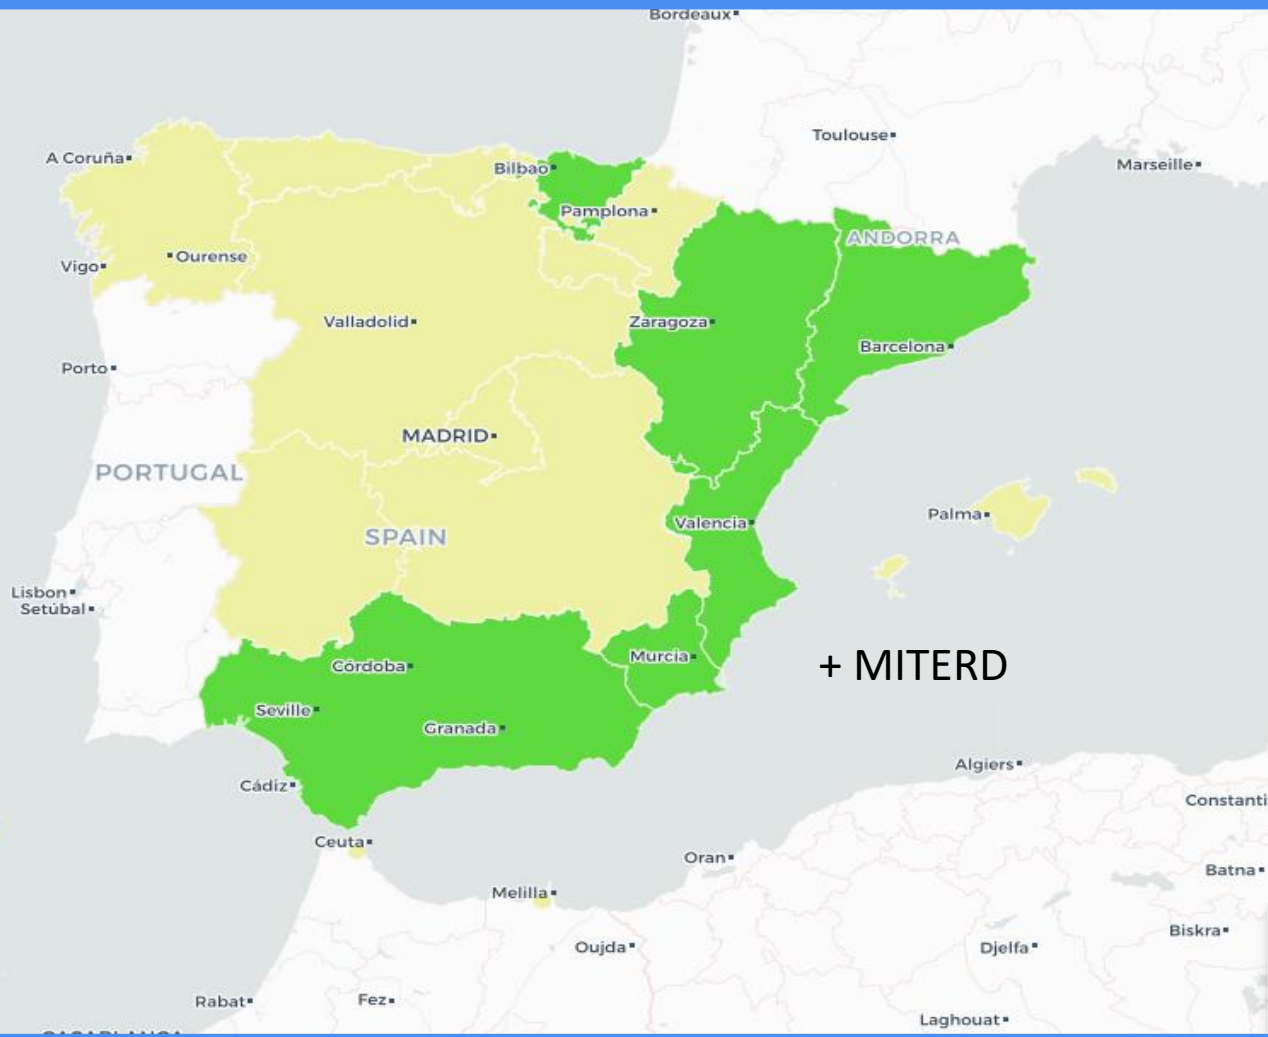 Bordeaux
Toulouse
A Coruña
Bilbao
Marseille
Pamplona
ANDORRA
Ourense
Vigo
Valladolid
Zaragoza
Barcelona
Porto
MADRID
PORTUGAL
Palma
Valencia
SPAIN
Lisbon
Setúbal
Murcia
+ MITERD
Córdoba
Seville
Granada
Algiers
Cádiz
Constanti
Ceuta
Oran
Batna
Melilla
Biskra
Oujda
Djelfa
Rabat
Fez
Laghouat